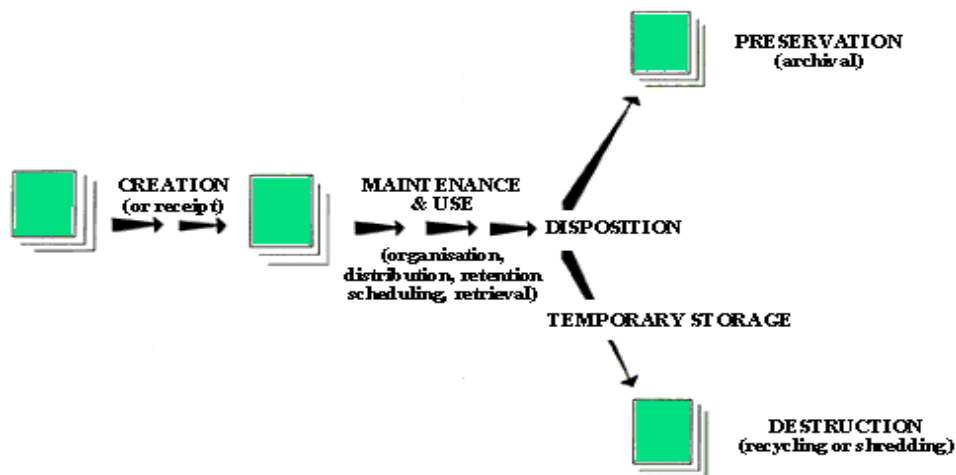 PRESERVATION
(archival)
CREATION
(or receipt)
MAINTENANCE
& USE
DISPOSITION
(organisation,
distribution, retention
scheduling, retrieval)
TEMPORARY STORAGE
DESTRUCTION
(recycling or shredding)